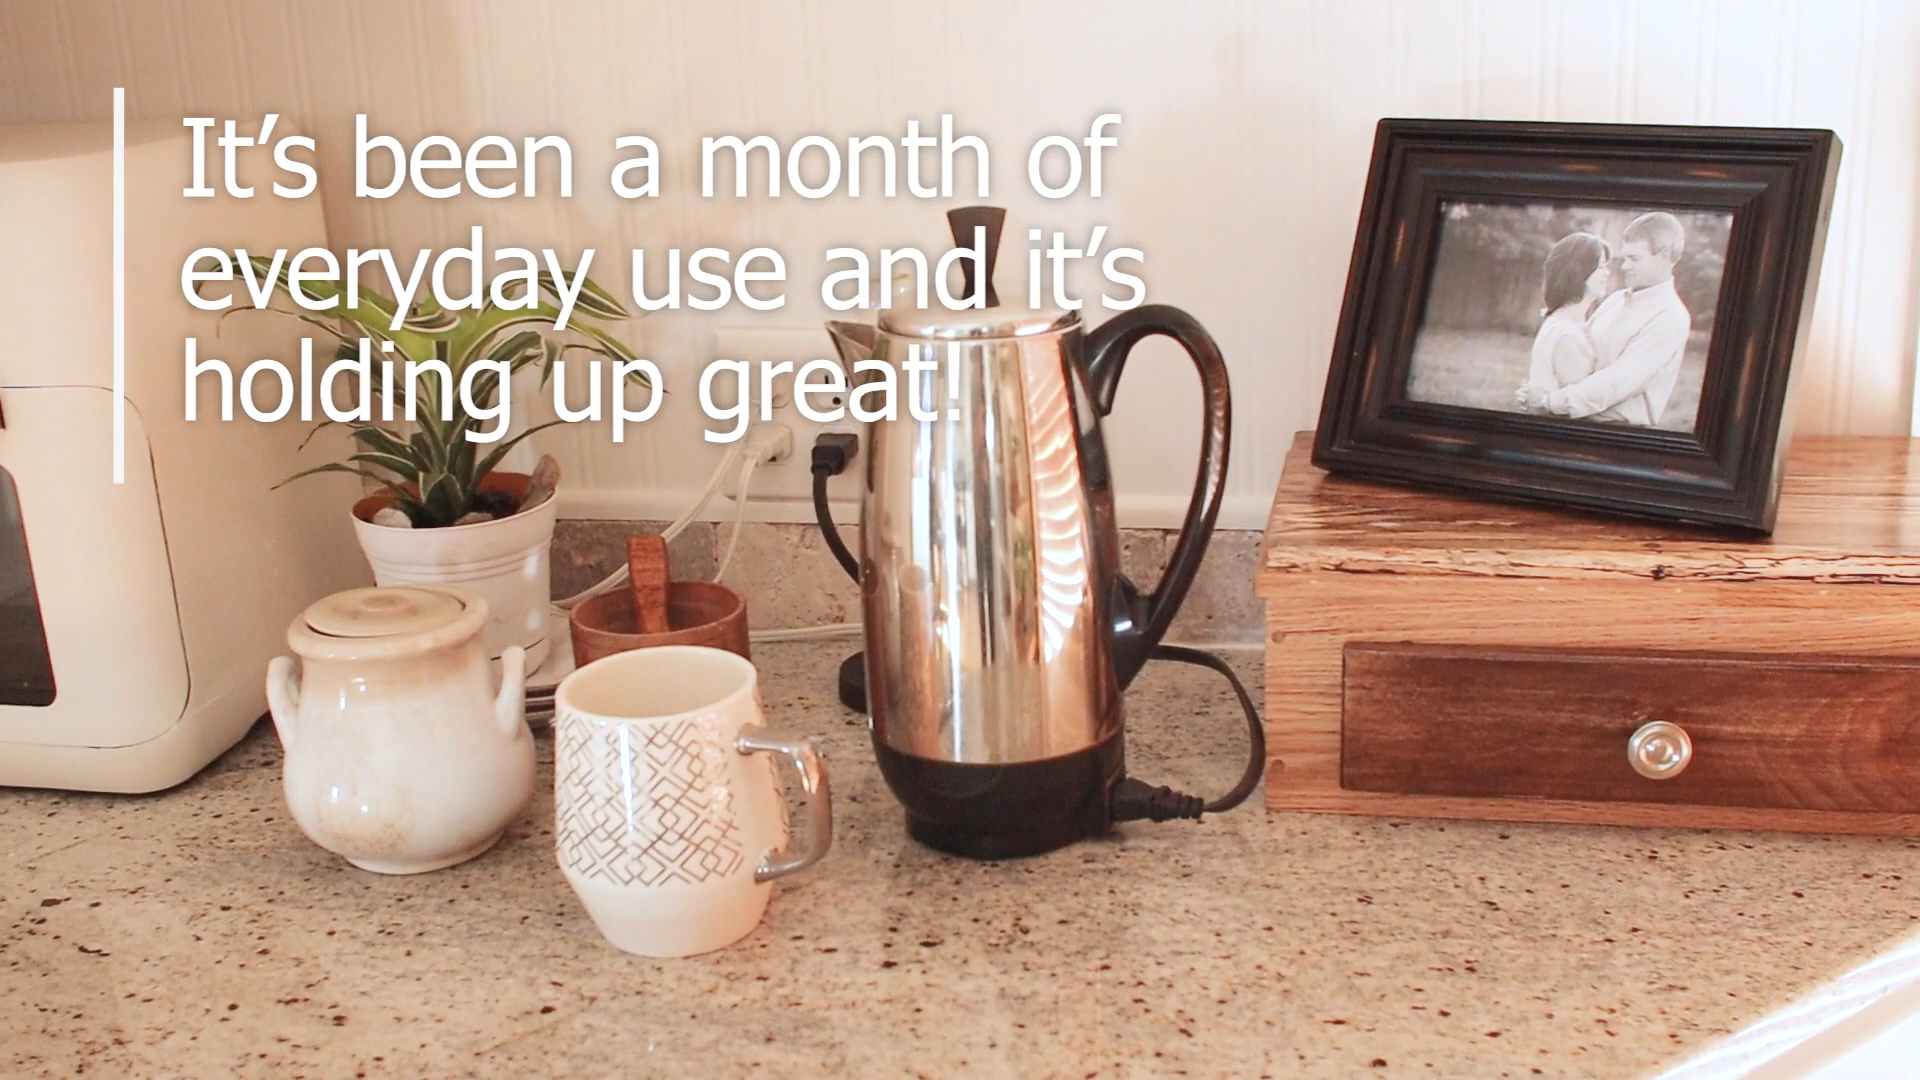 It’s been a month of
everyday use and it’s
holding up great!